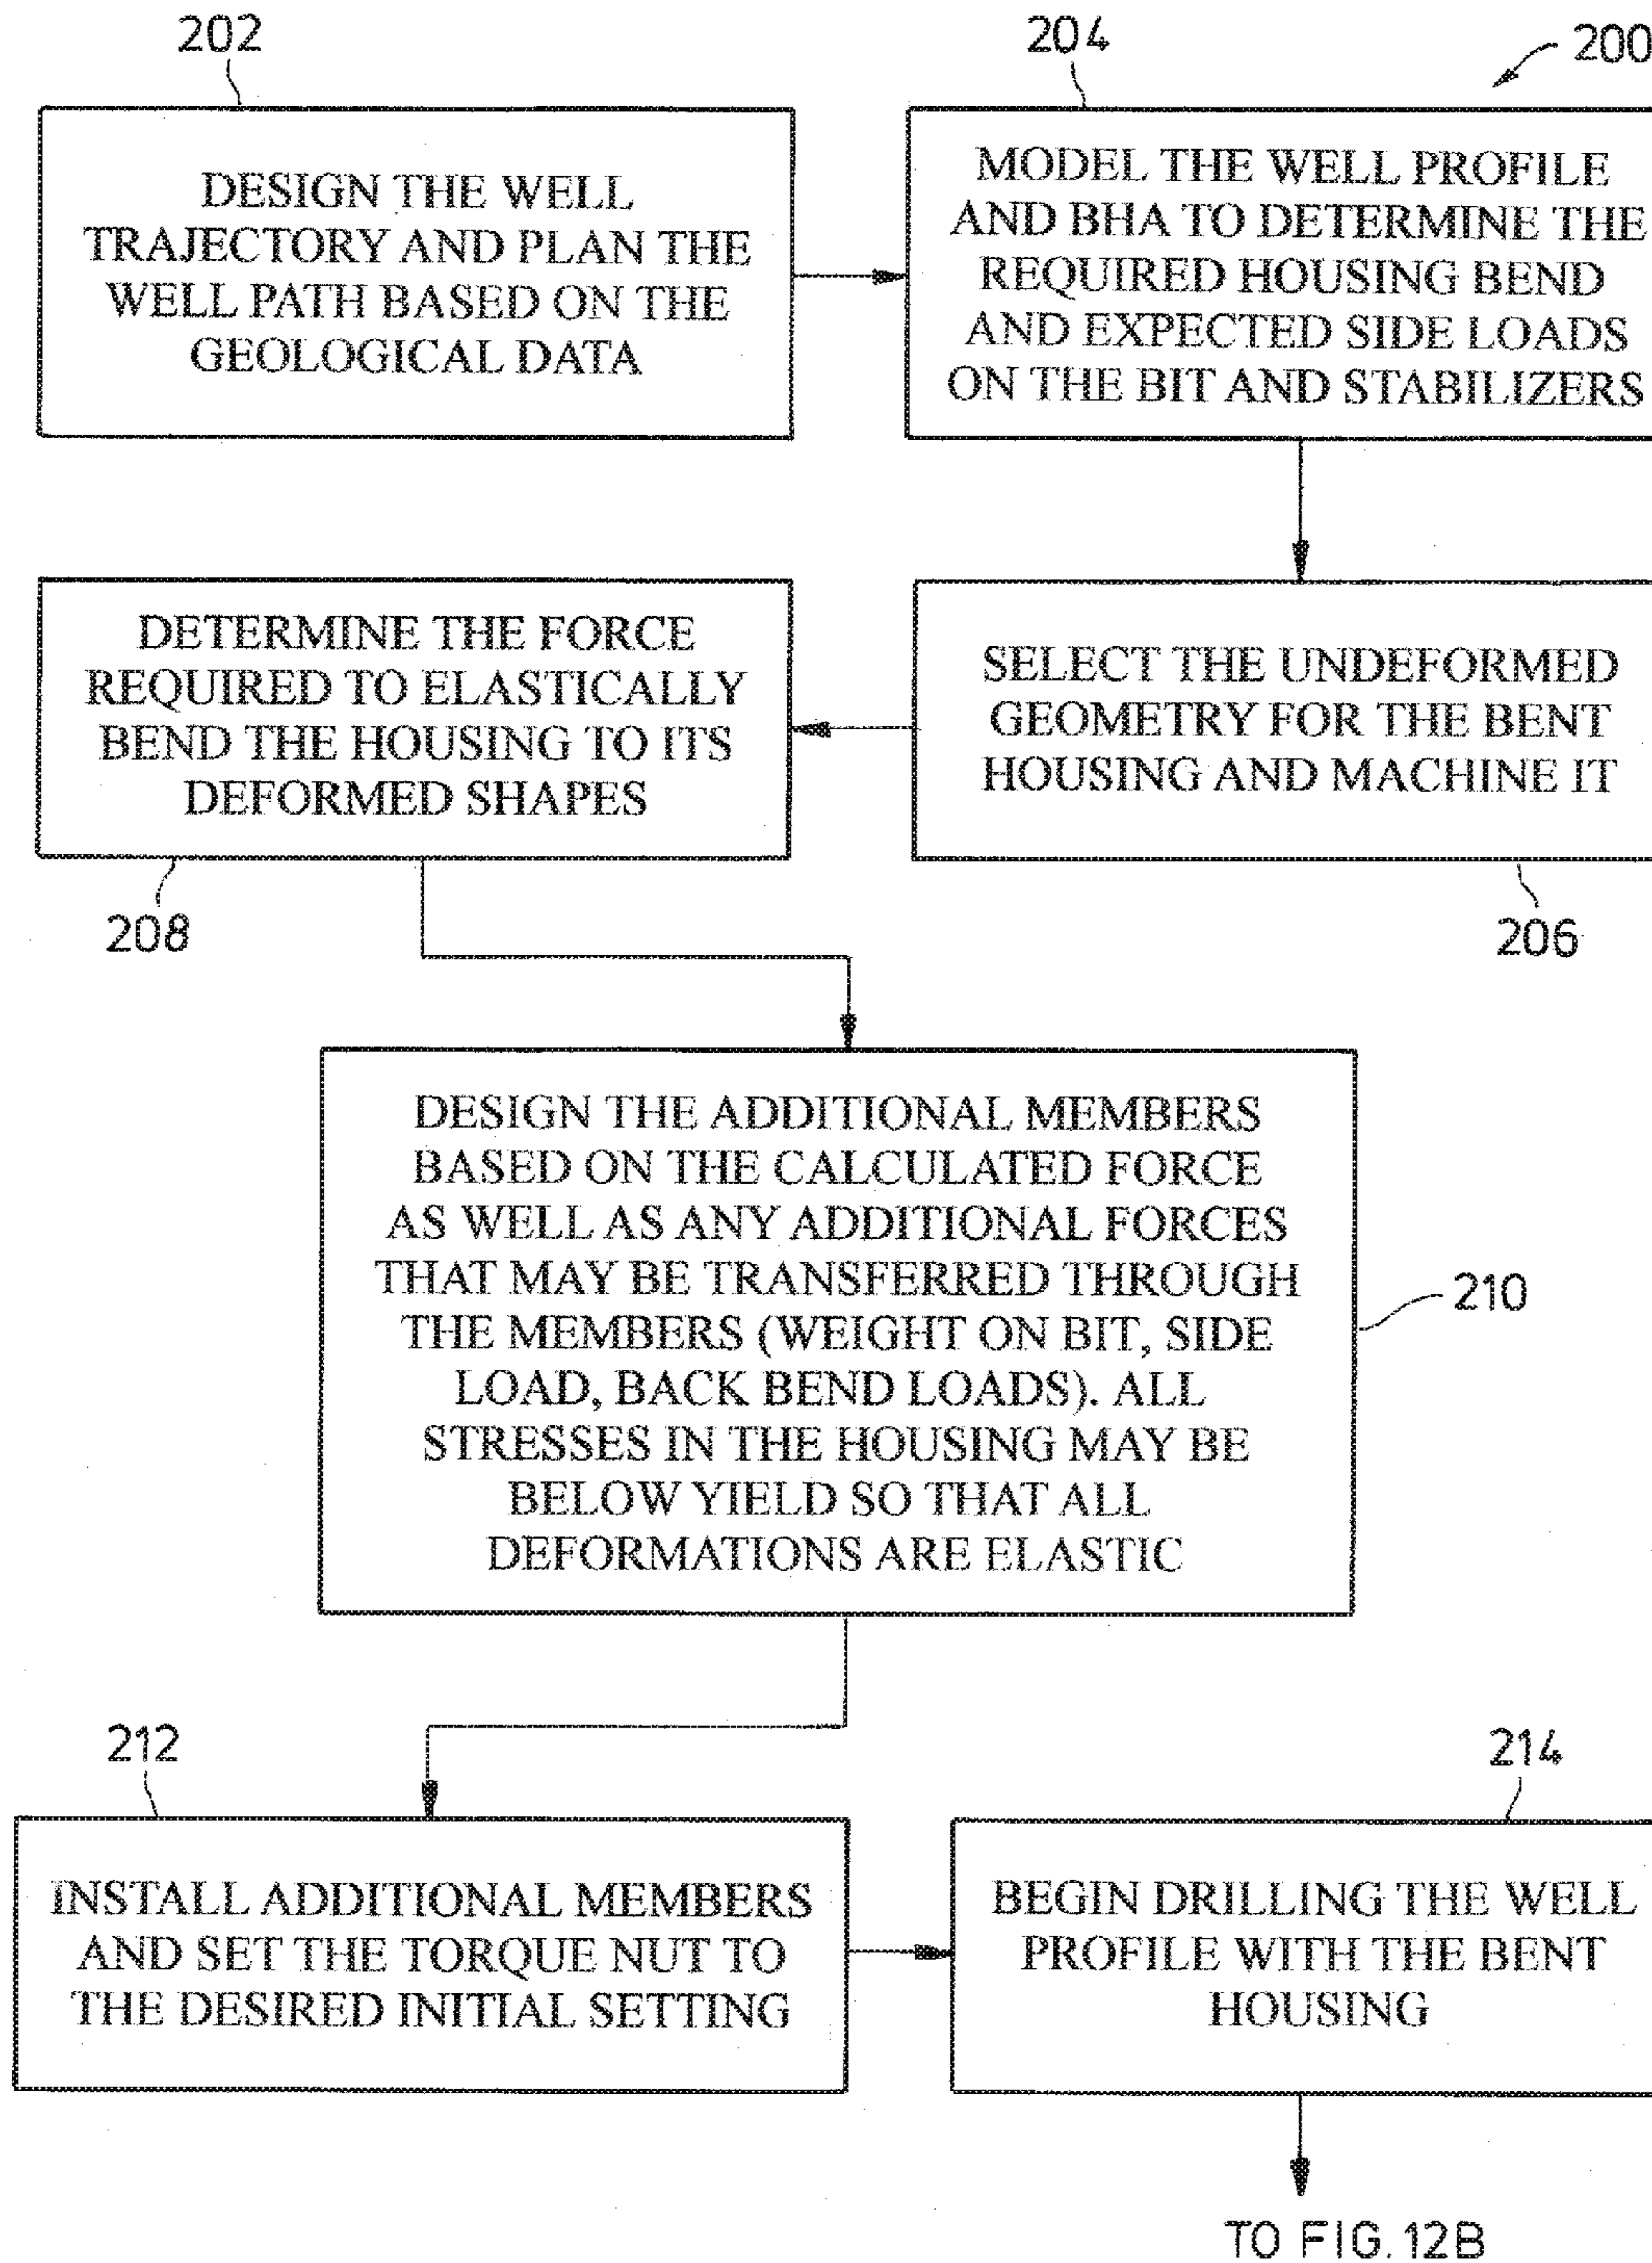 202
204
200
DESIGN THE WELL
TRAJECTORY AND PLAN THE
WELL PATH BASED ON THE
GEOLOGICAL DATA
MODEL THE WELL PROFILE
AND BHA TO DETERMINE THE
REQUIRED HOUSING BEND
AND EXPECTED SIDE LOADS
ON THE BIT AND STABILIZERS
SELECT THE UNDEFORMED
GEOMETRY FOR THE BENT
HOUSING AND MACHINE IT
206
DETERMINE THE FORCE
REQUIRED TO ELASTICALLY
BEND THE HOUSING TO ITS
DEFORMED SHAPES
208
DESIGN THE ADDITIONAL MEMBERS
BASED ON THE CALCULATED FORCE
AS WELL AS ANY ADDITIONAL FORCES
THAT MAY BE TRANSFERRED THROUGH
THE MEMBERS (WEIGHT ON BIT, SIDE
LOAD, BACK BEND LOADS). ALL
STRESSES IN THE HOUSING MAY BE
BELOW YIELD SO THAT ALL
DEFORMATIONS ARE ELASTIC
210
212
INSTALL ADDITIONAL MEMBERS
AND SET THE TORQUE NUT TO
THE DESIRED INITIAL SETTING
214
BEGIN DRILLING THE WELL
PROFILE WITH THE BENT
HOUSING
TO FIG. 12B